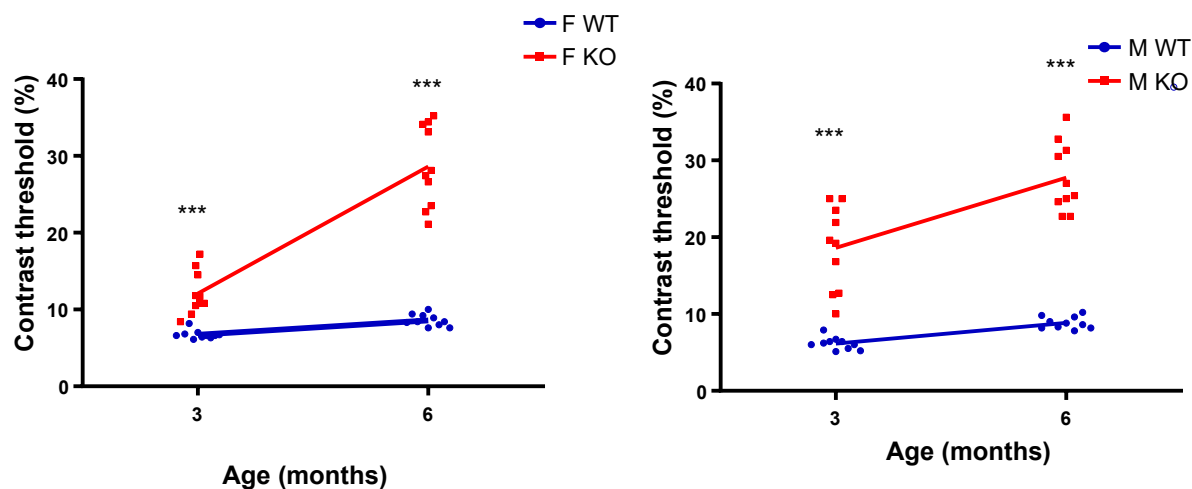 F WT
F KO
Contrast threshold (%)
40
30
20
10
0
***
***
3
6
Age (months)
M WT
M KO
Contrast threshold (%)
40
30
20
10
0
***
***
3
6
Age (months)